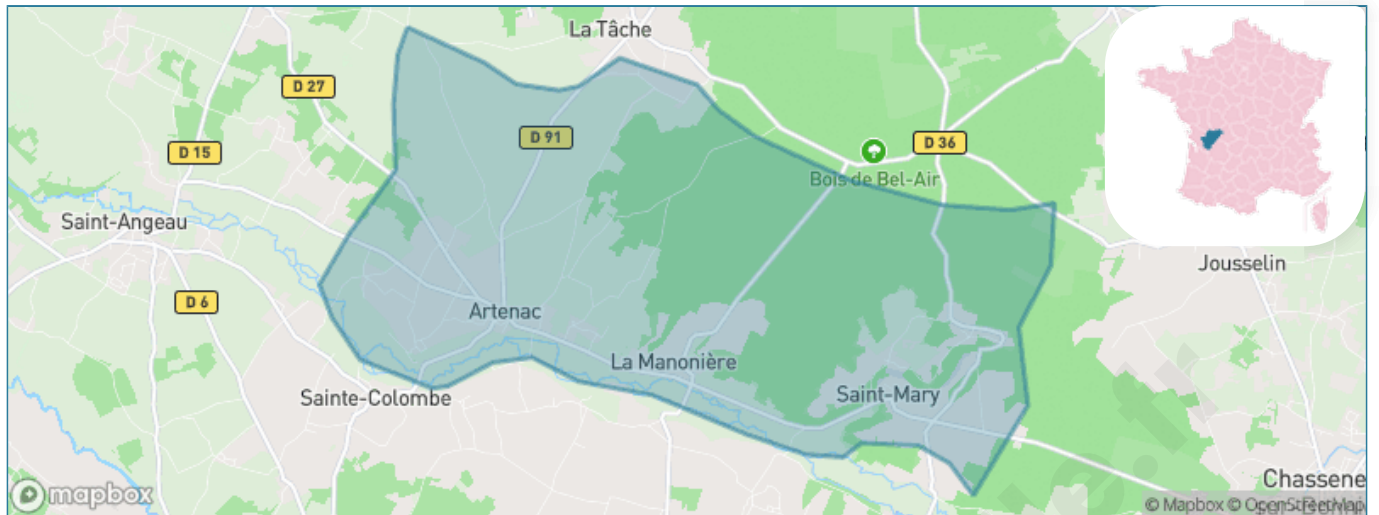 La Tâche
D 27
D 91
D 36
D 15
Bois de Bel-Air
Saint-Angeau
Jousselin
D 6
Artenac
La Manonière
Sainte-Colombe
Saint-Mary
Chassene
mapbox
© Mapbox © OpenStreetMap